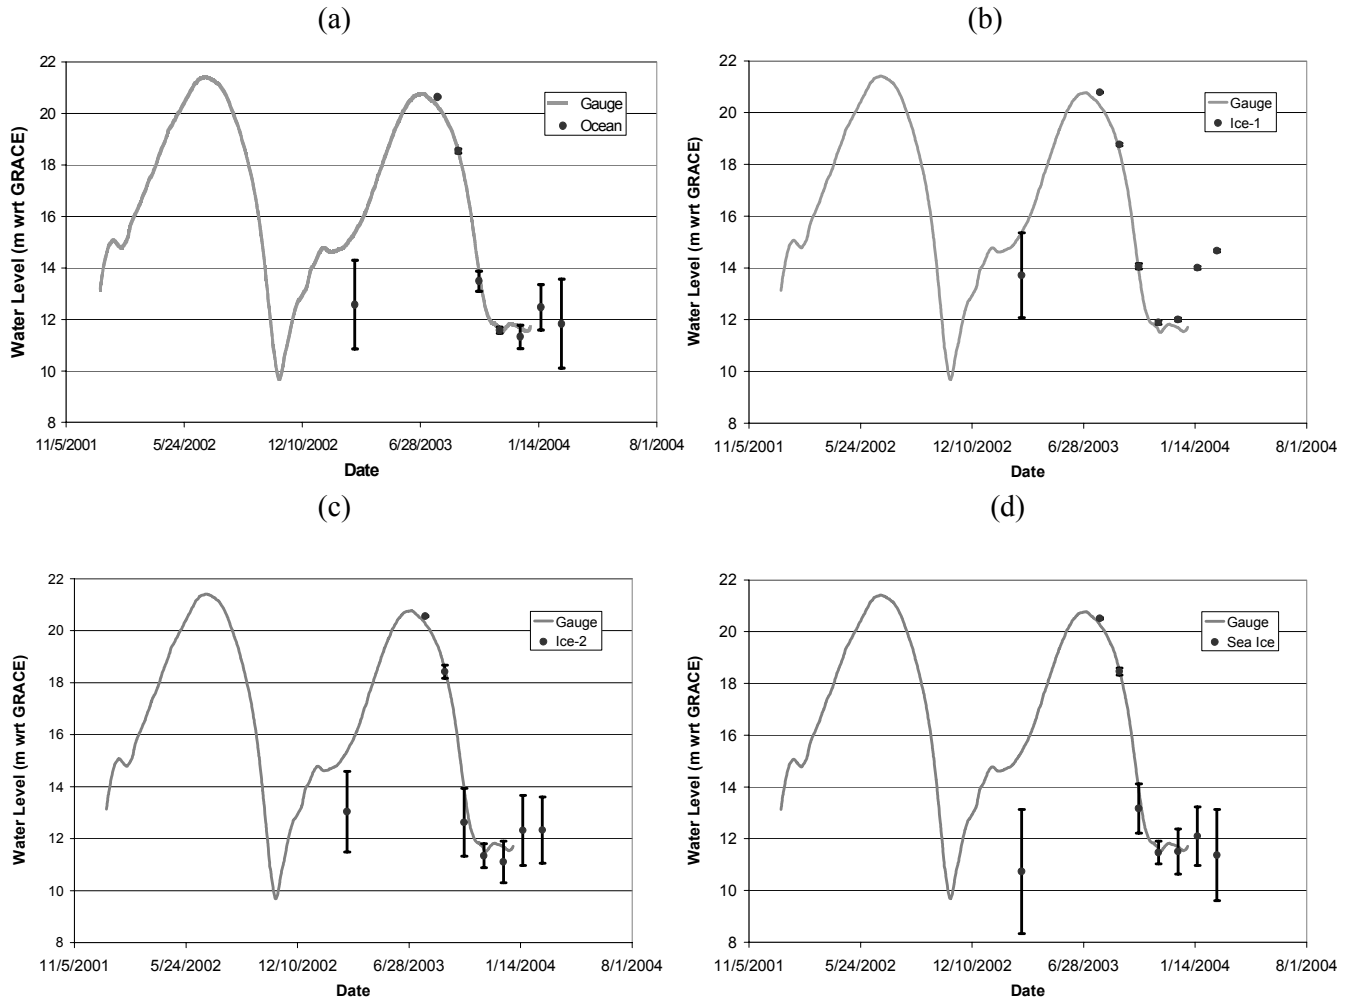 (a)
22
20
18
16
14
12
10
8
Water Level (m wrt GRACE)
Gauge
Ocean
11/5/2001 5/24/2002 12/10/2002 6/28/2003 1/14/2004 8/1/2004
Date
(b)
22
20
18
16
14
12
10
8
Water Level (m wrt GRACE)
Gauge
Ice-1
11/5/2001 5/24/2002 12/10/2002 6/28/2003 1/14/2004 8/1/2004
Date
(c)
22
20
18
16
14
12
10
8
Water Level (m wrt GRACE)
Gauge
Ice-2
11/5/2001 5/24/2002 12/10/2002 6/28/2003 1/14/2004 8/1/2004
Date
(d)
22
20
18
16
14
12
10
8
Water Level (m wrt GRACE)
Gauge
Sea Ice
11/5/2001 5/24/2002 12/10/2002 6/28/2003 1/14/2004 8/1/2004
Date